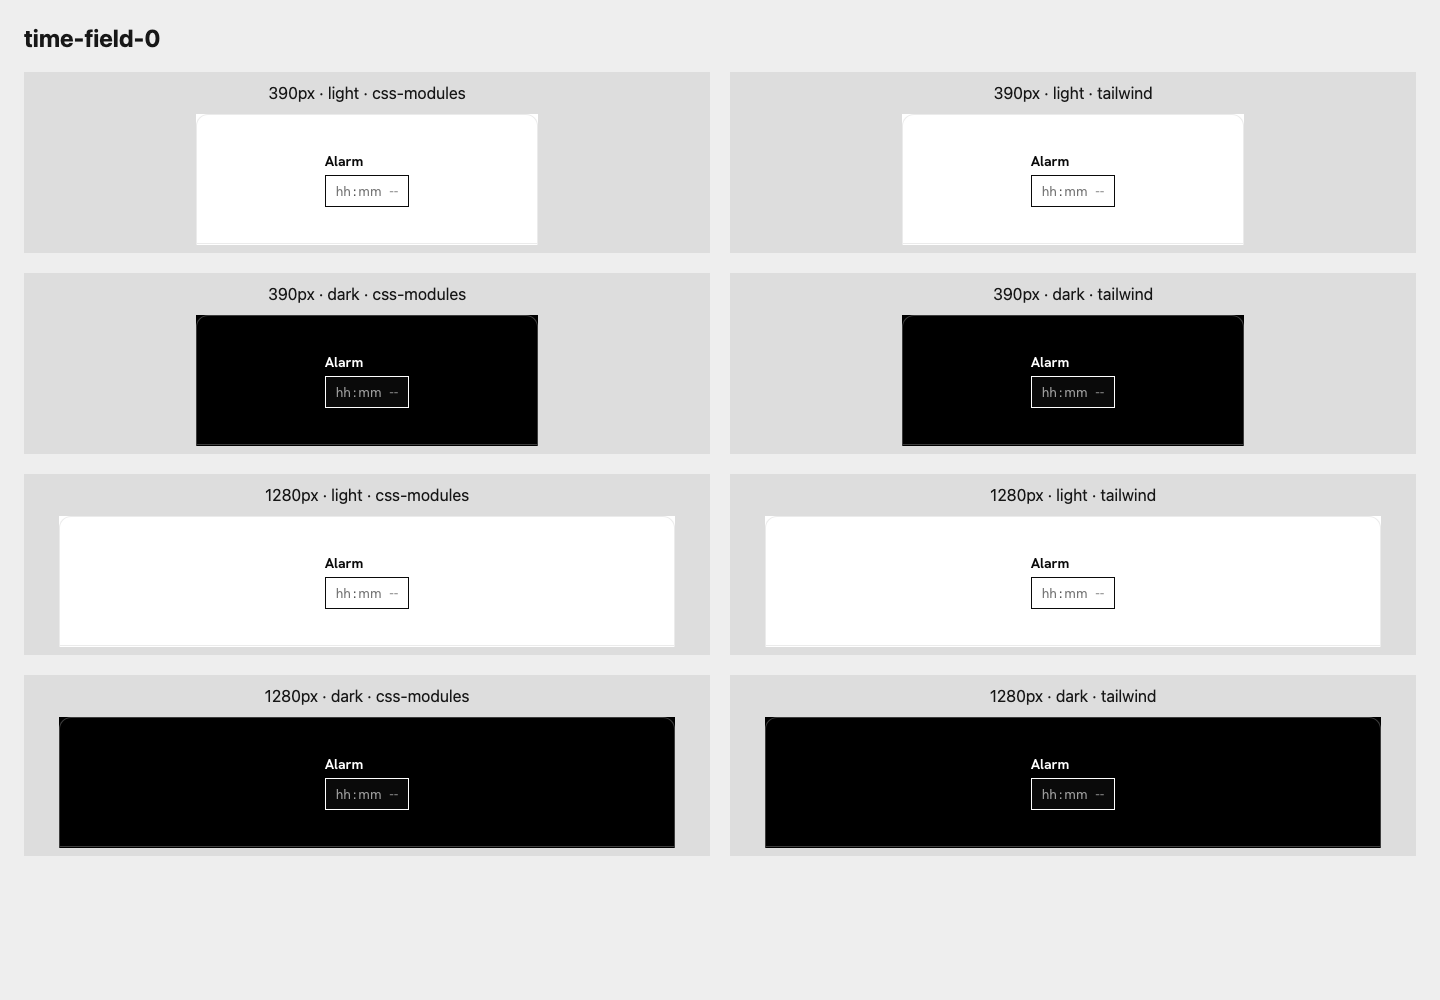 time-field-0
390px · light · css-modules
Alarm
hh:mm --
390px · light · tailwind
Alarm
hh:mm --
390px · dark · css-modules
Alarm
hh:mm --
390px · dark · tailwind
Alarm
hh:mm --
1280px · light · css-modules
Alarm
hh:mm --
1280px · light · tailwind
Alarm
hh:mm --
1280px · dark · css-modules
Alarm
hh:mm --
1280px · dark · tailwind
Alarm
hh:mm --